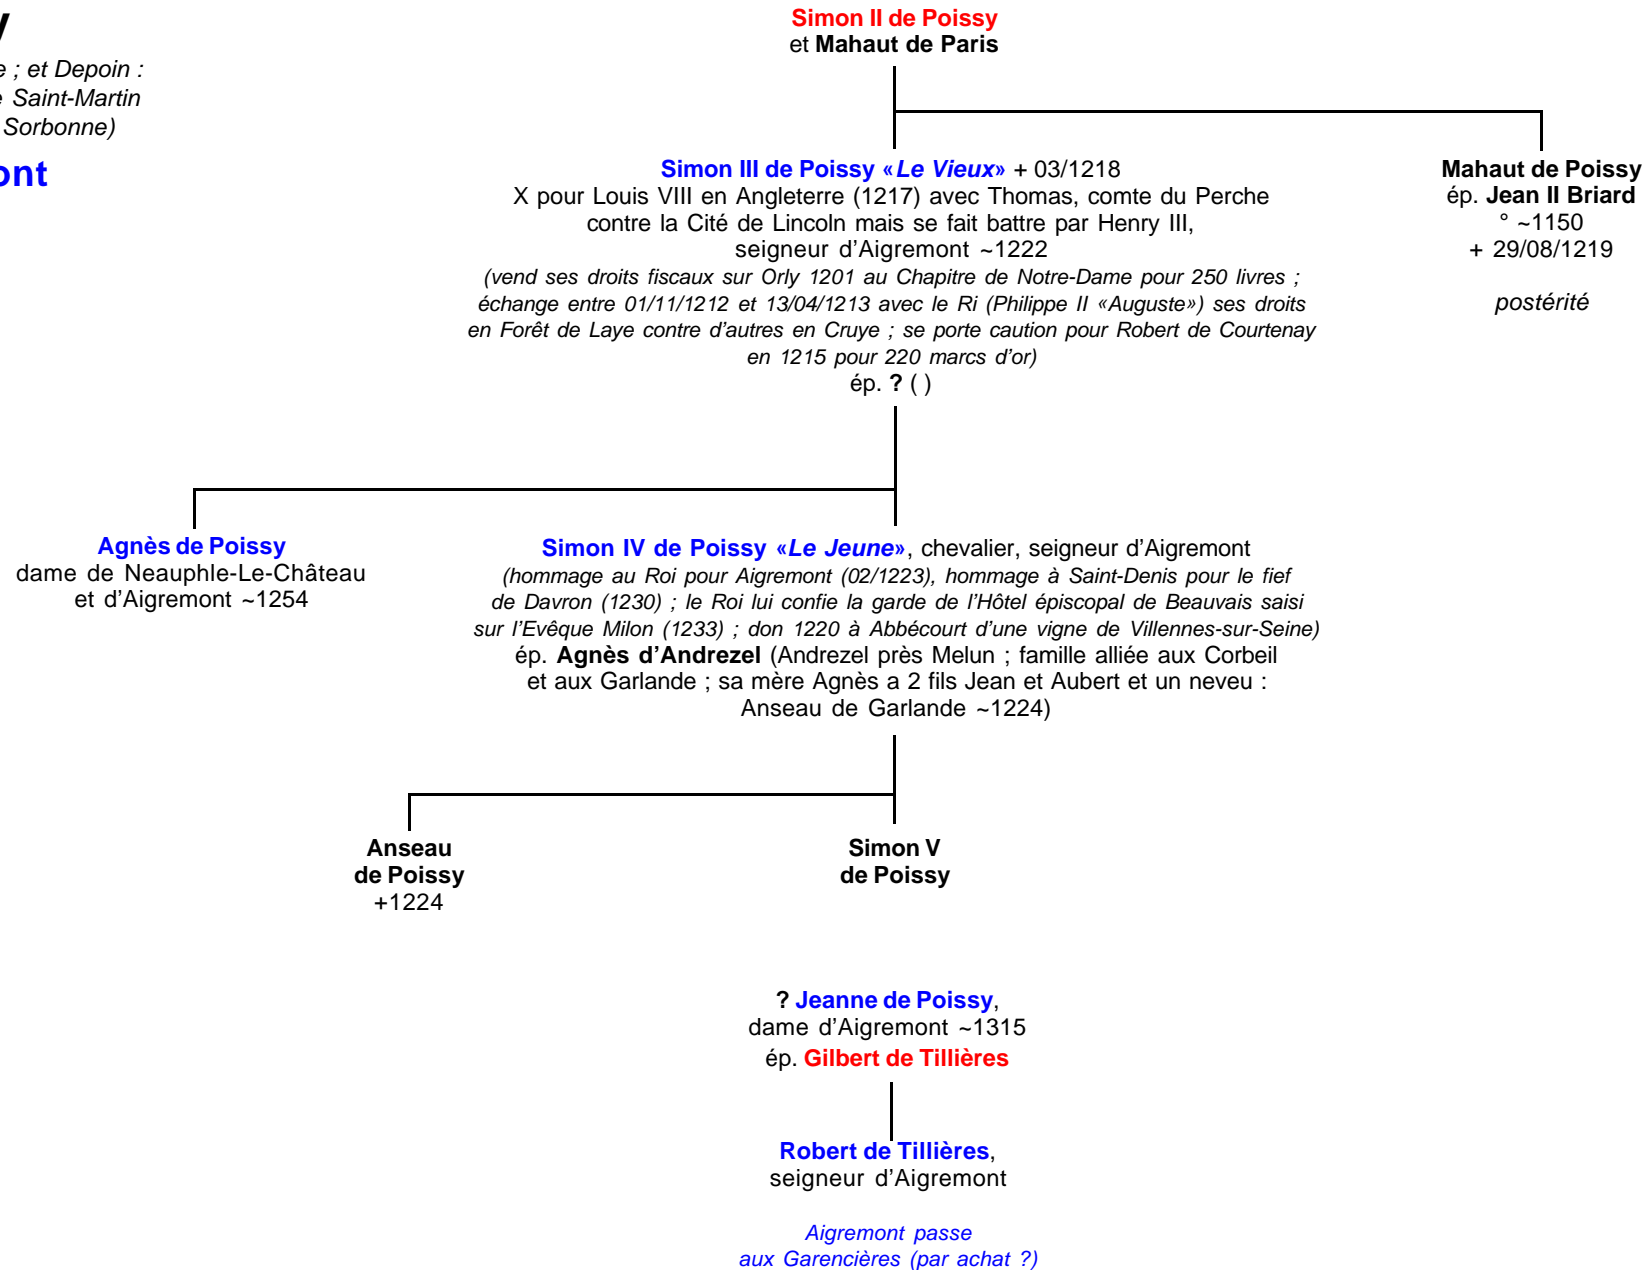 y
e ; et Depoin :
e Saint-Martin
Sorbonne)
ont
Simon II de Poissy
et Mahaut de Paris
Simon III de Poissy «Le Vieux» + 03/1218
X pour Louis VIII en Angleterre (1217) avec Thomas, comte du Perche
contre la Cité de Lincoln mais se fait battre par Henry III,
seigneur d'Aigremont ~1222
(vend ses droits fiscaux sur Orly 1201 au Chapitre de Notre-Dame pour 250 livres ;
échange entre 01/11/1212 et 13/04/1213 avec le Ri (Philippe II «Auguste») ses droits
en Forêt de Laye contre d'autres en Cruye ; se porte caution pour Robert de Courtenay
en 1215 pour 220 marcs d'or)
ép. ? ( )
Mahaut de Poissy
ép. Jean II Briard
° ~1150
+ 29/08/1219
postérité
Agnès de Poissy
dame de Neauphle-Le-Château
et d'Aigremont ~1254
Simon IV de Poissy «Le Jeune», chevalier, seigneur d'Aigremont
(hommage au Roi pour Aigremont (02/1223), hommage à Saint-Denis pour le fief
de Davron (1230) ; le Roi lui confie la garde de l'Hôtel épiscopal de Beauvais saisi
sur l'Evêque Milon (1233) ; don 1220 à Abbécourt d'une vigne de Villennes-sur-Seine)
ép. Agnès d'Andrezel (Andrezel près Melun ; famille alliée aux Corbeil
et aux Garlande ; sa mère Agnès a 2 fils Jean et Aubert et un neveu :
Anseau de Garlande ~1224)
Anseau
de Poissy
+1224
Simon V
de Poissy
? Jeanne de Poissy,
dame d'Aigremont ~1315
ép. Gilbert de Tillières
Robert de Tillières,
seigneur d'Aigremont
Aigremont passe
aux Garencières (par achat ?)